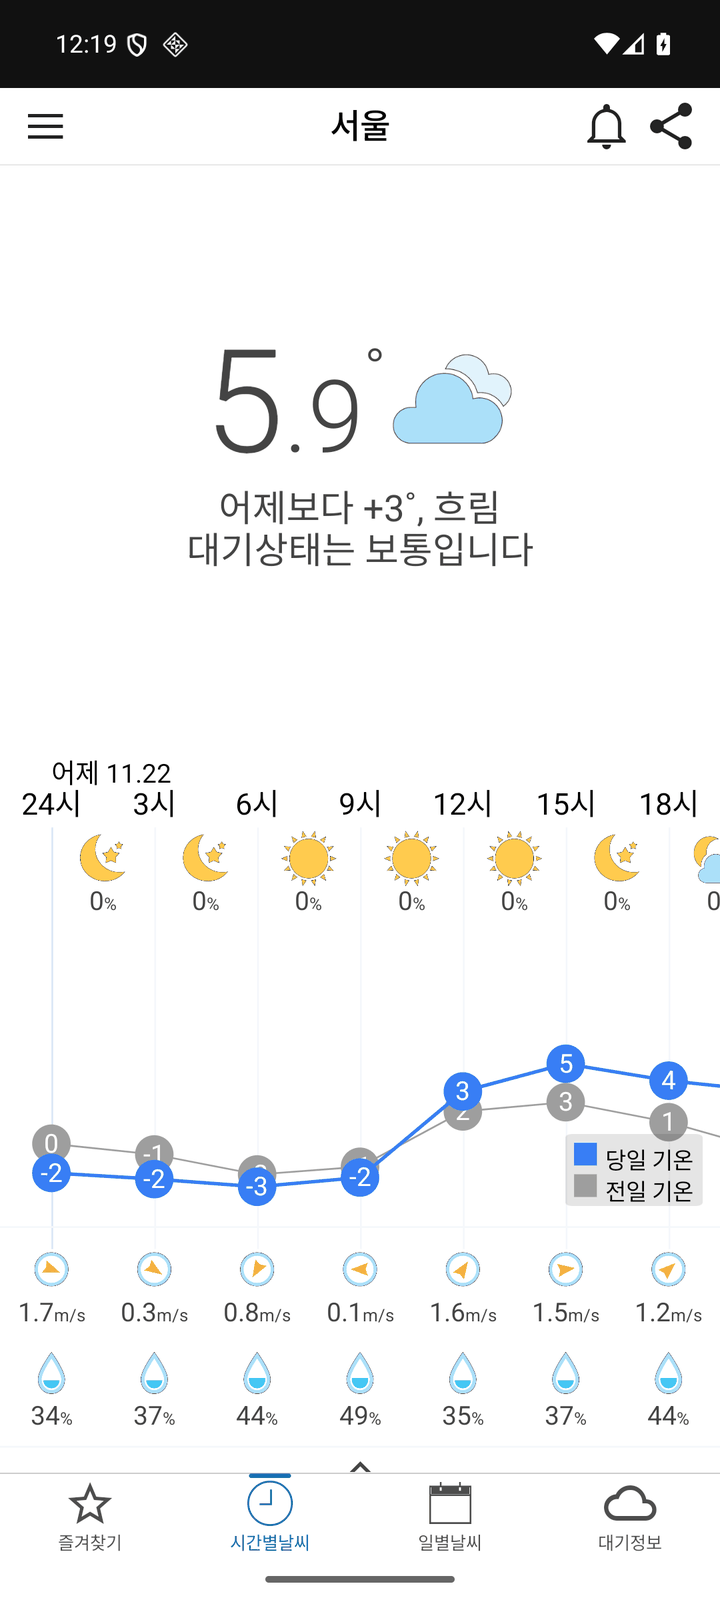 12:19
서울
5.9°
어제보다 +3°, 흐림
대기상태는 보통입니다
어제 11.22
24시 3시 6시 9시 12시 15시 18시
0% 0% 0% 0% 0% 0% 0
5
3 4
3
2
1
0
-1
-2 -2 -3 -2
당일 기온
전일 기온
1.7m/s 0.3m/s 0.8m/s 0.1m/s 1.6m/s 1.5m/s 1.2m/s
34% 37% 44% 49% 35% 37% 44%
즐겨찾기 시간별날씨 일별날씨 대기정보